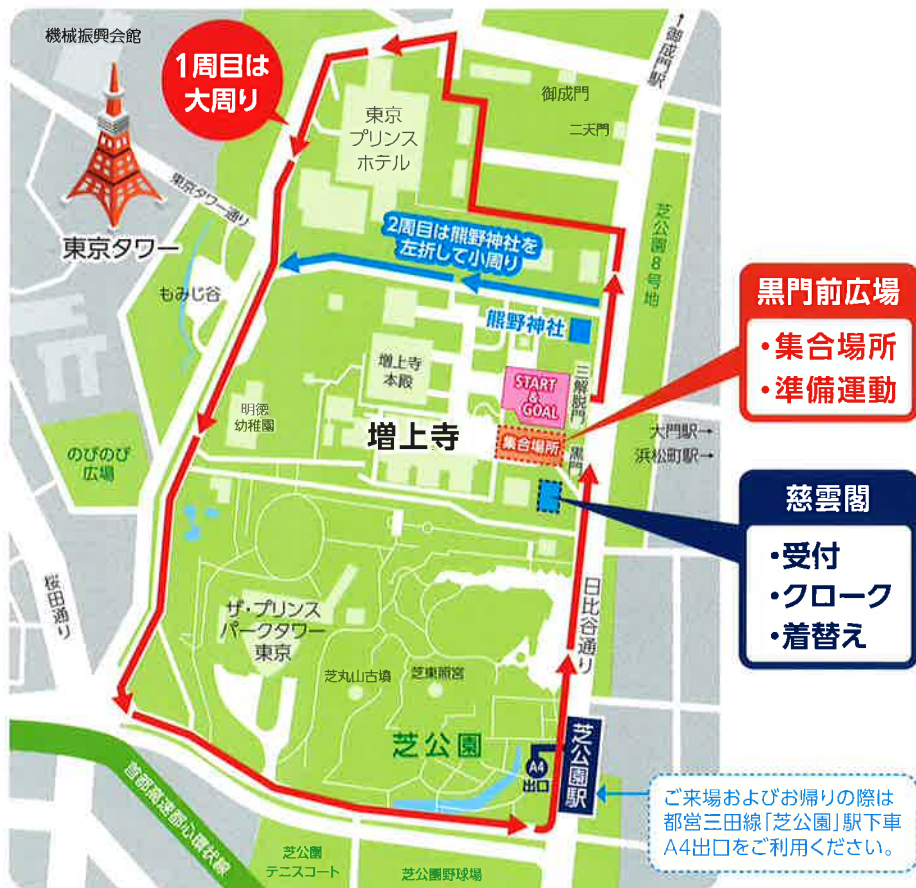 機械振興会館
1周目は
大周り
↑御成門駅
御成門
二天門
東京
プリンス
ホテル
東京タワー通り
東京タワー
芝公園8号地
2周目は熊野神社を
左折して小周り
もみじ谷
熊野神社
黒門前広場
・集合場所
・準備運動
増上寺
本殿
START
&
GOAL
三解脱門
明徳
幼稚園
増上寺
集合場所
黒門
大門駅→
浜松町駅→
のびのび
広場
慈雲閣
・受付
・クローク
・着替え
桜田通り
日比谷通り
ザ・プリンス
パークタワー
東京
芝丸山古墳
芝東照宮
芝公園
A4
出口
芝公園駅
首都高速都心環状線
ご来場およびお帰りの際は
都営三田線「芝公園」駅下車
A4出口をご利用ください。
芝公園
テニスコート
芝公園野球場